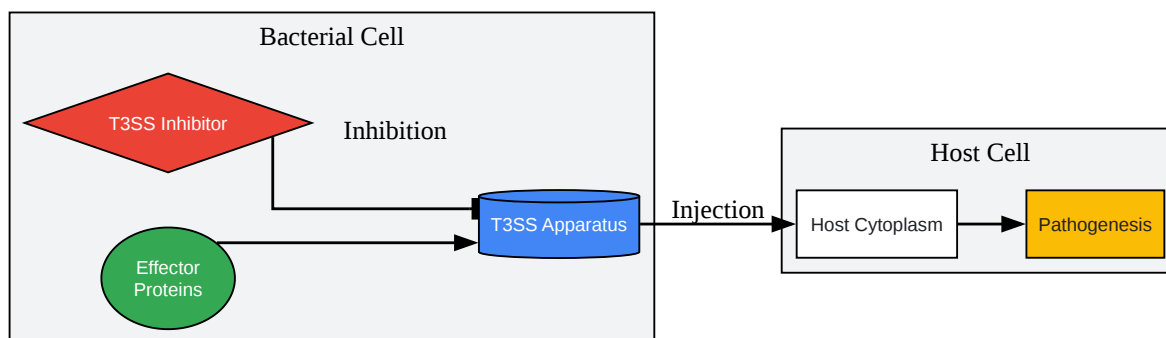 Bacterial Cell
T3SS Inhibitor
Inhibition
T3SS Apparatus
Effector
Proteins
Injection
Host Cell
Host Cytoplasm
Pathogenesis